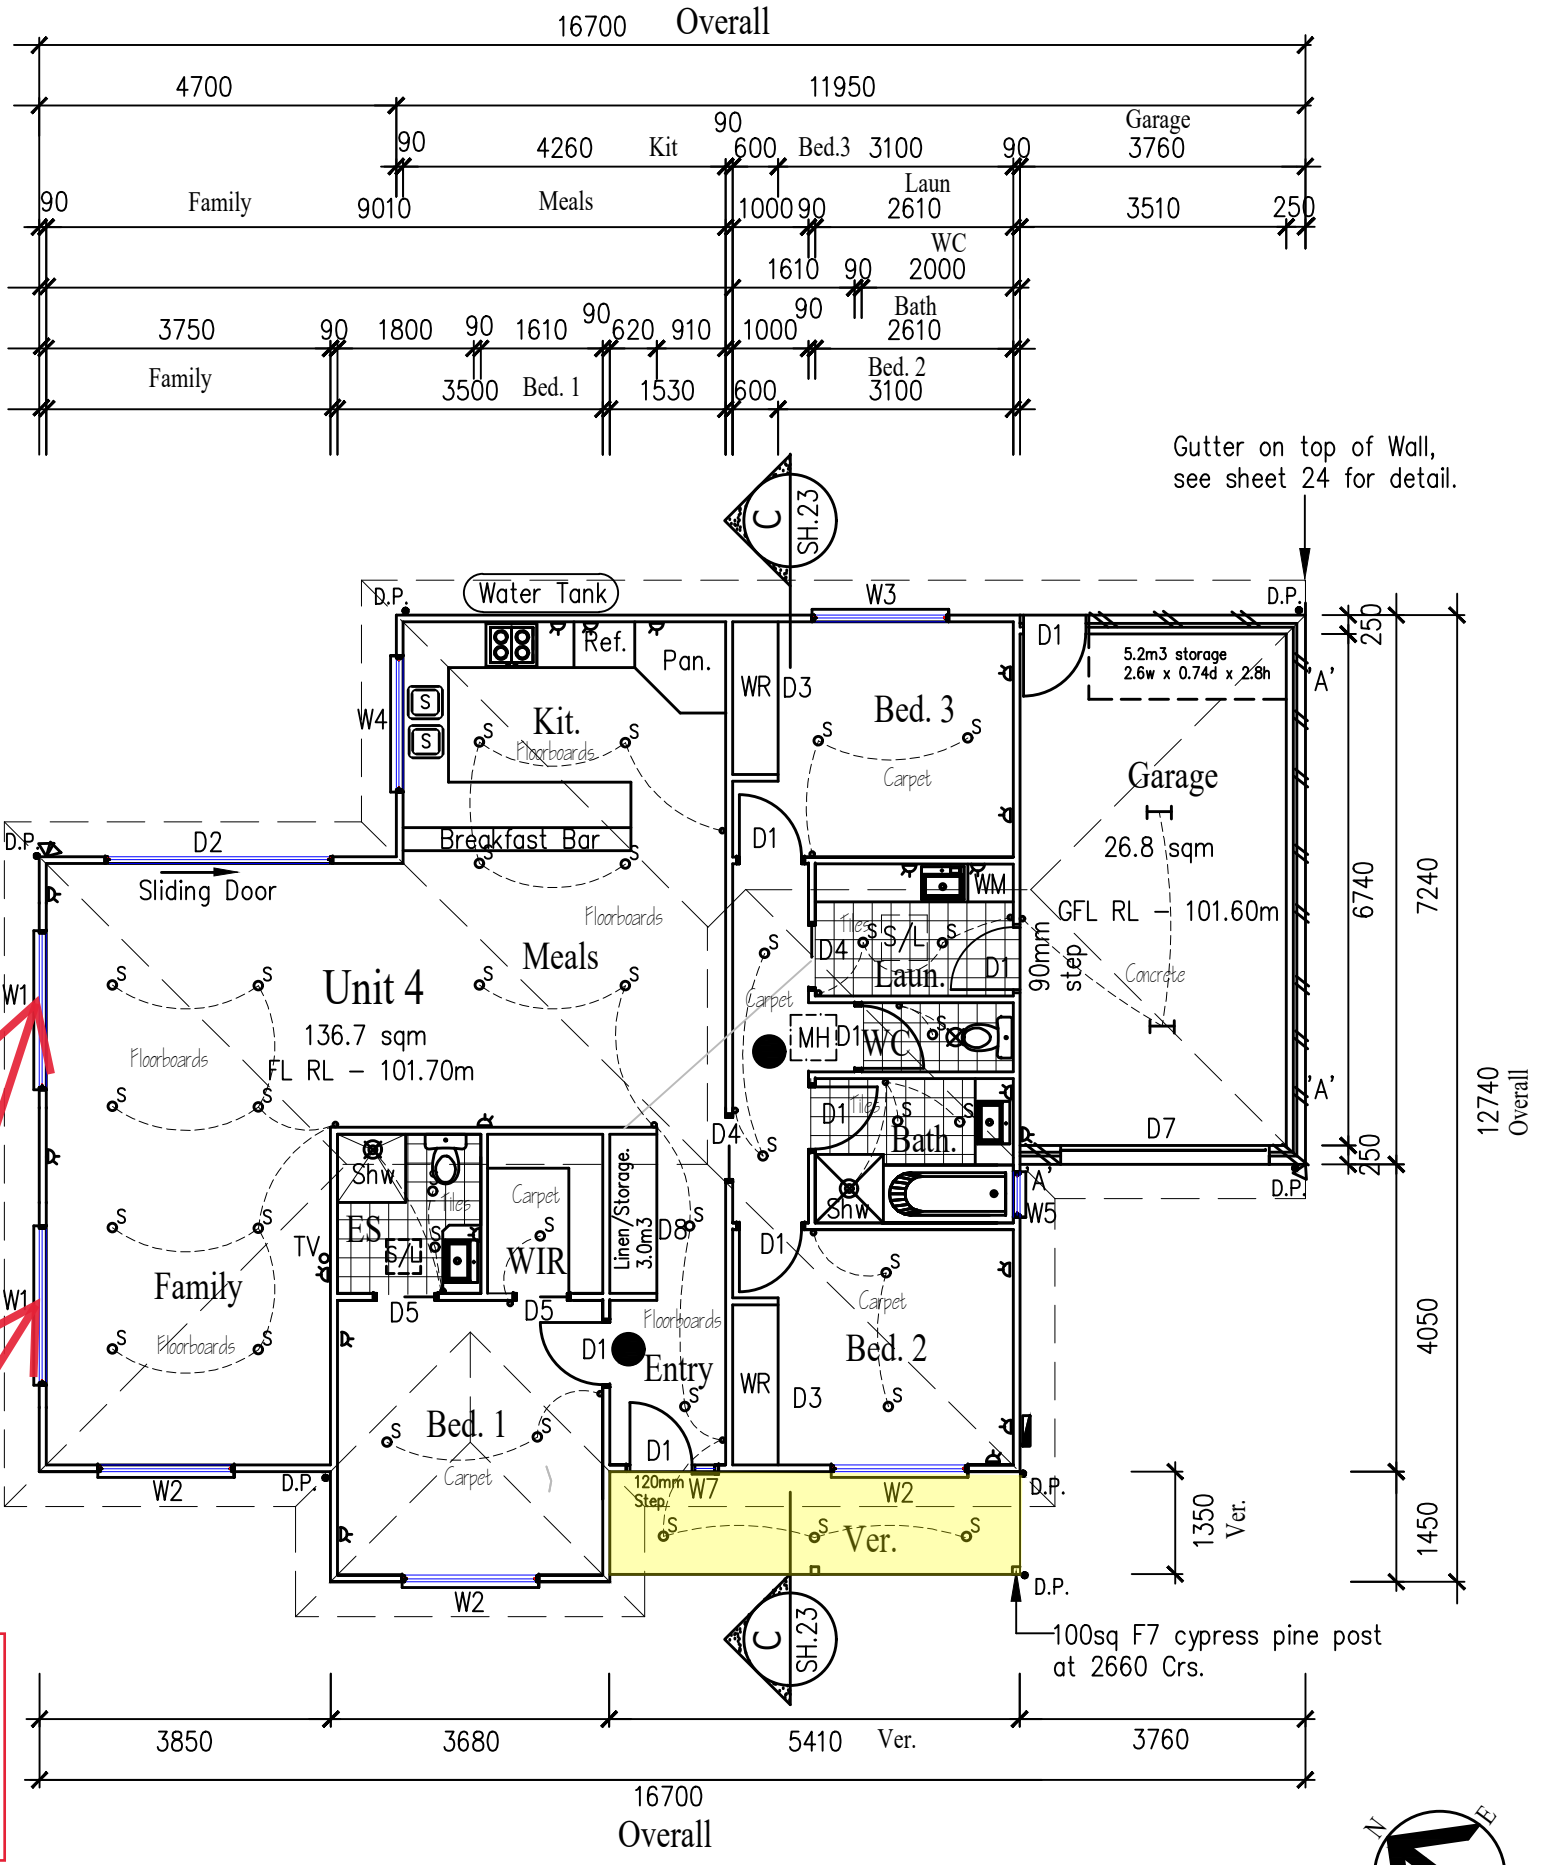 16700 Overall
4700 11950
90 4260 Kit 90 600 Bed.3 3100 90 Garage 3760
90 Family 9010 Meals 1000 90 Laun 2610 3510 250
1610 90 WC 2000
3750 90 1800 90 1610 90 620 910 1000 90 Bath 2610
Family 3500 Bed. 1 1530 600 Bed. 2 3100
Gutter on top of Wall,
see sheet 24 for detail.
C SH.23
D.P. Water Tank W3 D.P.
Ref. Pan. WR D3 D1
5.2m3 storage
2.6w x 0.74d x 2.8h
'A'
250
S
W4 Kit. Bed. 3
S
S S S S
Floorboards Carpet
Garage
26.8 sqm
D.P. D2 Breakfast Bar D1
S S
Sliding Door
WM
Floorboards
Tiles S S/L S
GFL RL - 101.60m
6740 7240
Meals S D4 Laun. D1 90mm step Concrete
W1 S S Unit 4 S S
Carpet
136.7 sqm
Floorboards FL RL - 101.70m
MH D1 WC S
S S S
'A'
12740 Overall
D4 D1 Tiles S Bath. S D7
S
250
Shw Tiles S Carpet Linen/Storage. 3.0m3 D8 S
Shw 'A' W5 D.P.
S S TV ES S/L S WIR S D1
W1 Family D5 D5 S
Floorboards Carpet
S S Floorboards D1 Entry Bed. 2 4050
WR D3
S S
Bed. 1 S S
Carpet D1
W2 D.P. 120mm
Step W7 W2 D.P.
S S Ver. S
1350 Ver. 1450
W2 D.P.
C SH.23
100sq F7 cypress pine post
at 2660 Crs.
3850 3680 5410 Ver. 3760
16700
Overall
N E